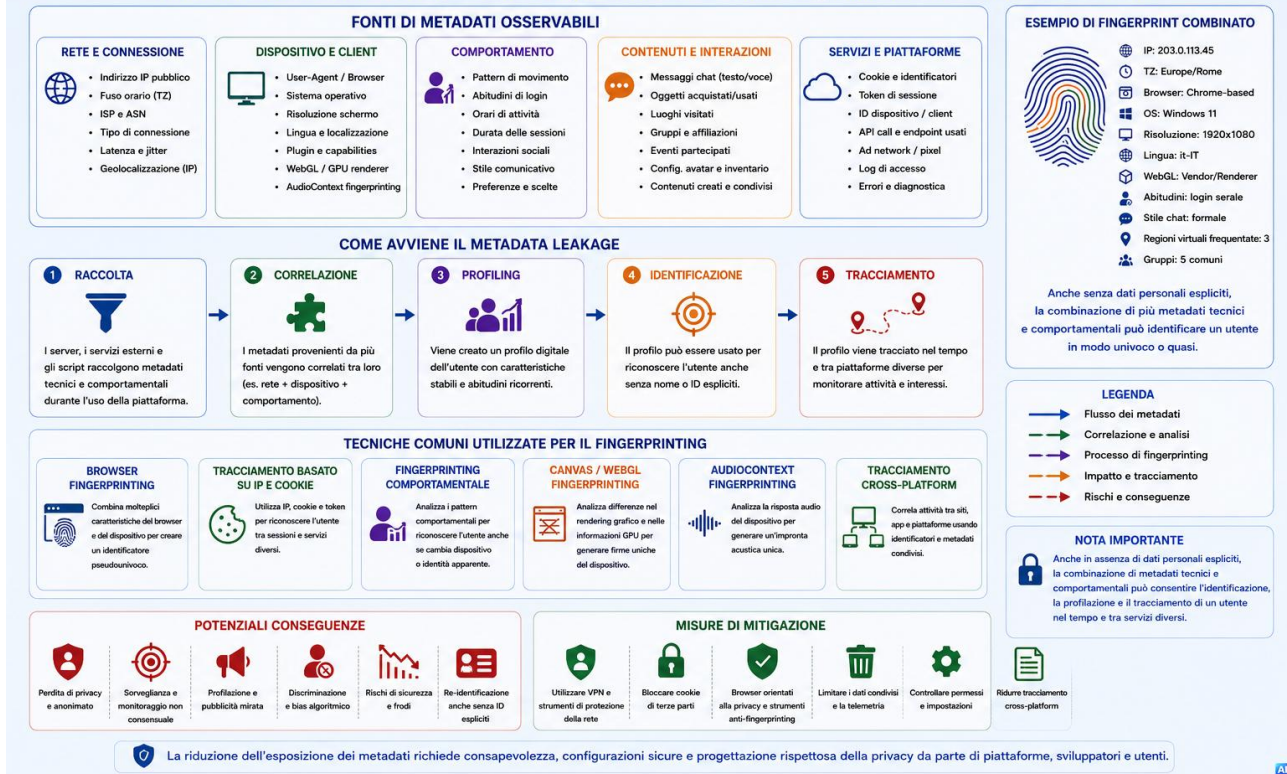 FONTI DI METADATI OSSERVABILI
RETE E CONNESSIONE
• Indirizzo IP pubblico
• Fuso orario (TZ)
• ISP e ASN
• Tipo di connessione
• Latenza e jitter
• Geolocalizzazione (IP)
DISPOSITIVO E CLIENT
• User-Agent / Browser
• Sistema operativo
• Risoluzione schermo
• Lingua e localizzazione
• Plugin e capabilities
• WebGL / GPU renderer
• AudioContext fingerprinting
COMPORTAMENTO
• Pattern di movimento
• Abitudini di login
• Orari di attività
• Durata delle sessioni
• Interazioni sociali
• Stile comunicativo
• Preferenze e scelte
CONTENUTI E INTERAZIONI
• Messaggi chat (testo/voce)
• Oggetti acquistati/usati
• Luoghi visitati
• Gruppi e affiliazioni
• Eventi partecipati
• Config. avatar e inventario
• Contenuti creati e condivisi
SERVIZI E PIATTAFORME
• Cookie e identificatori
• Token di sessione
• ID dispositivo / client
• API call e endpoint usati
• Ad network / pixel
• Log di accesso
• Errori e diagnostica
ESEMPIO DI FINGERPRINT COMBINATO
IP: 203.0.113.45
TZ: Europe/Rome
Browser: Chrome-based
OS: Windows 11
Risoluzione: 1920x1080
Lingua: it-IT
WebGL: Vendor/Renderer
Abitudini: login serale
Stile chat: formale
Regioni virtuali frequentate: 3
Gruppi: 5 comuni
Anche senza dati personali espliciti,
la combinazione di più metadati tecnici
e comportamentali può identificare un utente
in modo univoco o quasi.
COME AVVIENE IL METADATA LEAKAGE
1 RACCOLTA
I server, i servizi esterni e
gli script raccolgono metadati
tecnici e comportamentali
durante l'uso della piattaforma.
2 CORRELAZIONE
I metadati provenienti da più
fonti vengono correlati tra loro
(es. rete + dispositivo +
comportamento).
3 PROFILING
Viene creato un profilo digitale
dell'utente con caratteristiche
stabili e abitudini ricorrenti.
4 IDENTIFICAZIONE
Il profilo può essere usato per
riconoscere l'utente anche
senza nome o ID espliciti.
5 TRACCIAMENTO
Il profilo viene tracciato nel tempo
e tra piattaforme diverse per
monitorare attività e interessi.
LEGENDA
Flusso dei metadati
Correlazione e analisi
Processo di fingerprinting
Impatto e tracciamento
Rischi e conseguenze
TECNICHE COMUNI UTILIZZATE PER IL FINGERPRINTING
BROWSER
FINGERPRINTING
Combina molteplici
caratteristiche del browser
e del dispositivo per creare
un identificatore
pseudounivoco.
TRACCIAMENTO BASATO
SU IP E COOKIE
Utilizza IP, cookie e token
per riconoscere l'utente
tra sessioni e servizi
diversi.
FINGERPRINTING
COMPORTAMENTALE
Analizza i pattern
comportamentali per
riconoscere l'utente anche
se cambia dispositivo
o identità apparente.
CANVAS / WEBGL
FINGERPRINTING
Analizza differenze nel
rendering grafico e nelle
informazioni GPU per
generare firme uniche
del dispositivo.
AUDIOCONTEXT
FINGERPRINTING
Analizza la risposta audio
del dispositivo per
generare un'impronta
acustica unica.
TRACCIAMENTO
CROSS-PLATFORM
Correla attività tra siti,
app e piattaforme usando
identificatori e metadati
condivisi.
NOTA IMPORTANTE
Anche in assenza di dati personali espliciti,
la combinazione di metadati tecnici e
comportamentali può consentire l'identificazione,
la profilazione e il tracciamento di un utente
nel tempo e tra servizi diversi.
POTENZIALI CONSEGUENZE
Perdita di privacy
e anonimato
Sorveglianza e
monitoraggio non
consensuale
Profilazione e
pubblicità mirata
Discriminazione
e bias algoritmico
Rischi di sicurezza
e frodi
Re-identificazione
anche senza ID
espliciti
MISURE DI MITIGAZIONE
Utilizzare VPN e
strumenti di protezione
della rete
Bloccare cookie
di terze parti
Browser orientati
alla privacy e strumenti
anti-fingerprinting
Limitare i dati condivisi
e la telemetria
Controllare permessi
e impostazioni
Ridurre tracciamento
cross-platform
La riduzione dell'esposizione dei metadati richiede consapevolezza, configurazioni sicure e progettazione rispettosa della privacy da parte di piattaforme, sviluppatori e utenti.